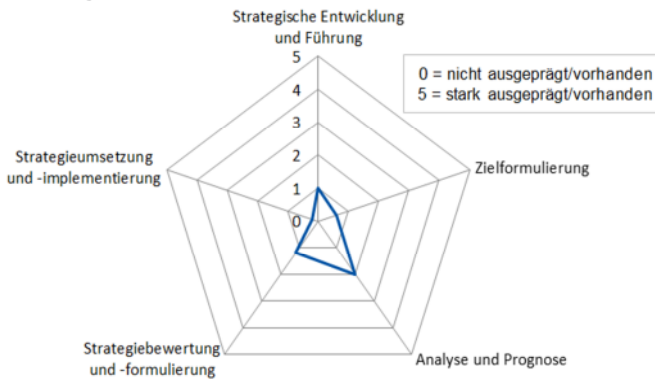 Strategische Entwicklung
und Führung
5
4
3
2
1
0
0 = nicht ausgeprägt/vorhanden
5 = stark ausgeprägt/vorhanden
Strategieumsetzung
und -implementierung
Zielformulierung
Strategiebewertung
und -formulierung
Analyse und Prognose